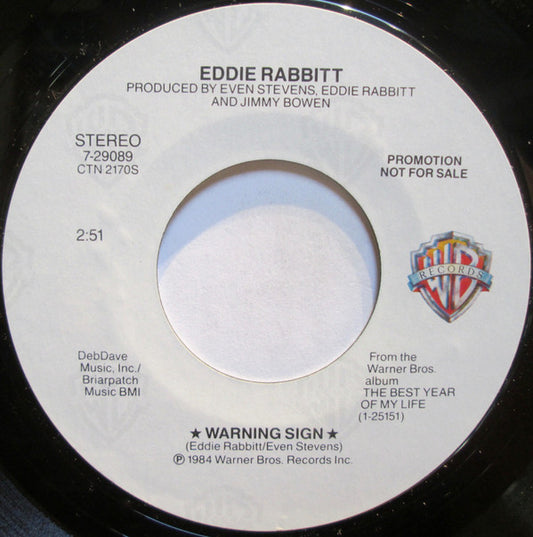 EDDIE RABBITT
PRODUCED BY EVEN STEVENS, EDDIE RABBITT
AND JIMMY BOWEN
STEREO
7-29089
CTN 2170S
PROMOTION
NOT FOR SALE
2:51
WB
RECORDS
DebDave
Music, Inc./
Briarpatch
Music BMI
From the
Warner Bros.
album
THE BEST YEAR
OF MY LIFE
(1-25151)
★ WARNING SIGN ★
(Eddie Rabbitt/Even Stevens)
Ⓟ 1984 Warner Bros. Records Inc.